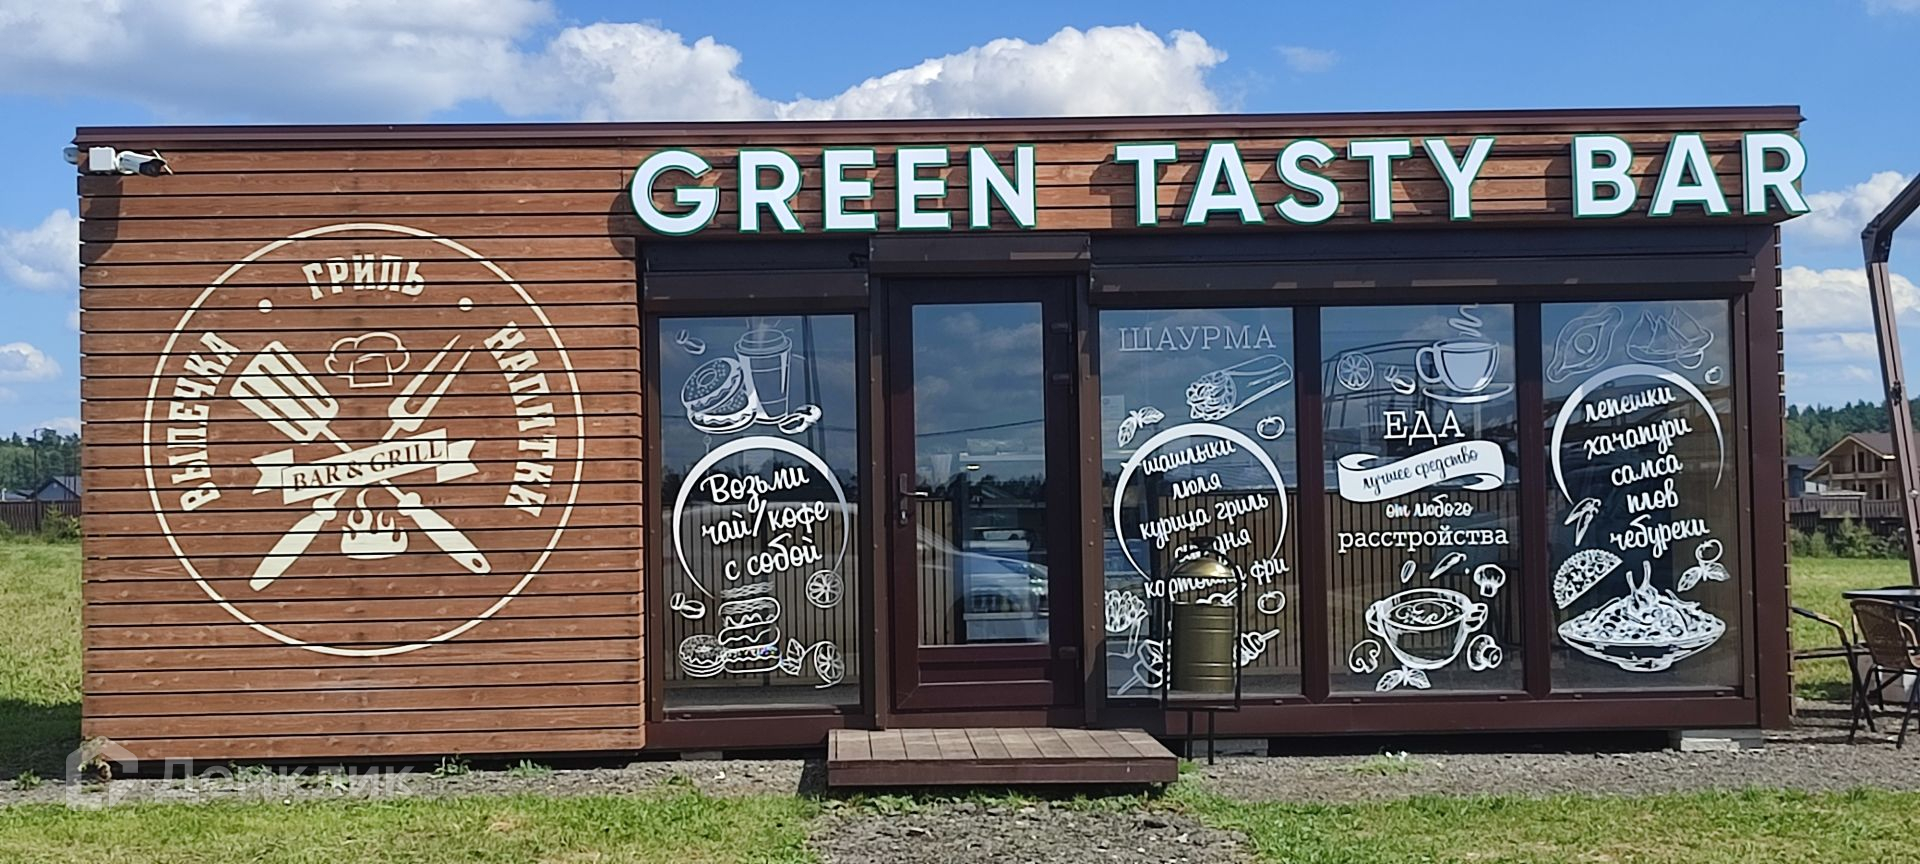 GREEN TASTY BAR
ВЫПЕЧКА • ГРИЛЬ • НАПИТКИ
BAR & GRILL
Возьми
чай/кофе
с собой
ШАУРМА
шашлыки
люля
курица гриль
фри
ЕДА
лучшее средство
от любого
расстройства
лепешки
хачапури
самса
плов
чебуреки
Домклик